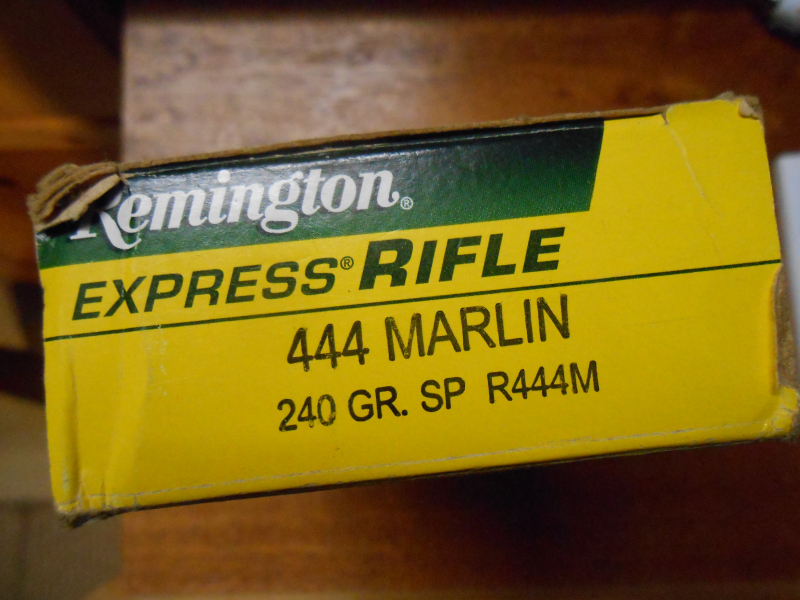 Remington®
EXPRESS® RIFLE
444 MARLIN
240 GR. SP R444M